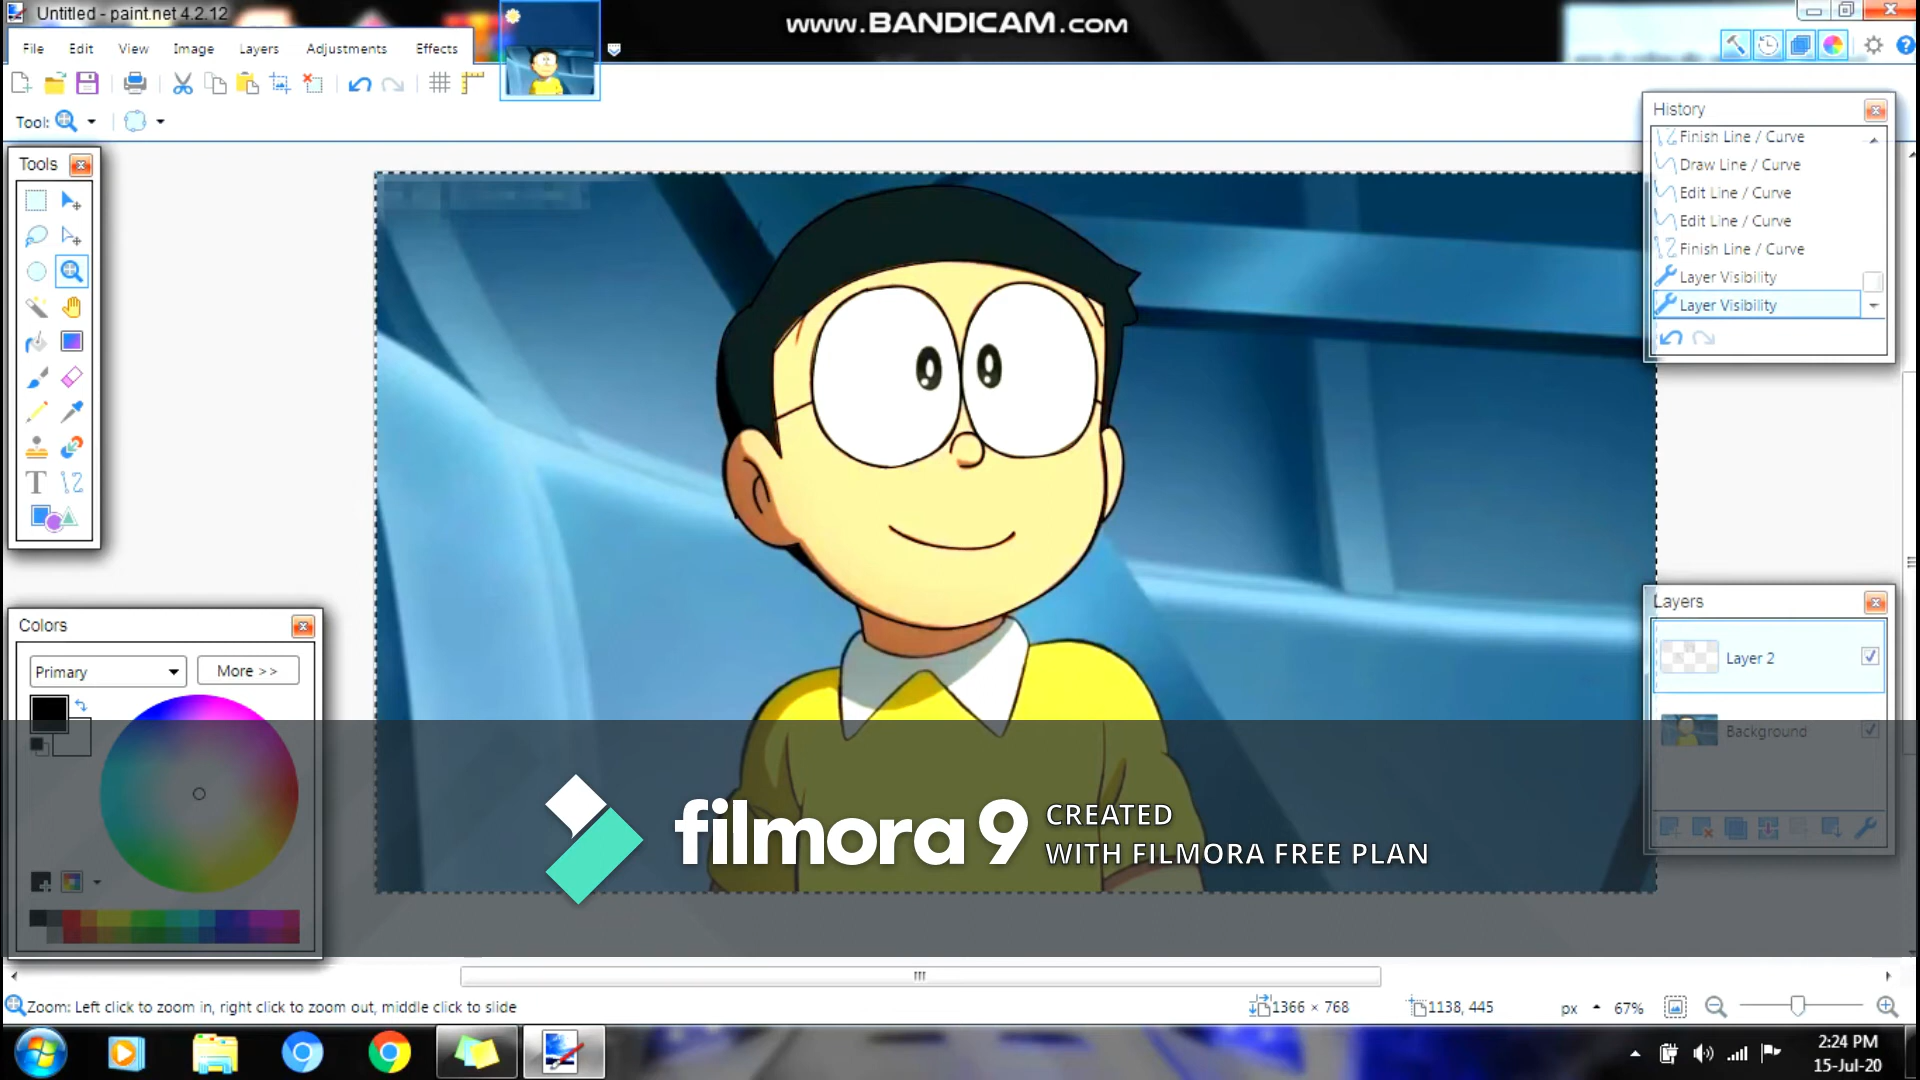 Untitled - paint.net 4.2.12
www.BANDICAM.com
File Edit View Image Layers Adjustments Effects
Tool:
Tools
History
Finish Line / Curve
Draw Line / Curve
Edit Line / Curve
Edit Line / Curve
Finish Line / Curve
Layer Visibility
Layer Visibility
Layers
Layer 2
Background
Colors
Primary
More >>
filmora 9
CREATED
WITH FILMORA FREE PLAN
Zoom: Left click to zoom in, right click to zoom out, middle click to slide
1366 × 768
1138, 445
px
67%
2:24 PM
15-Jul-20